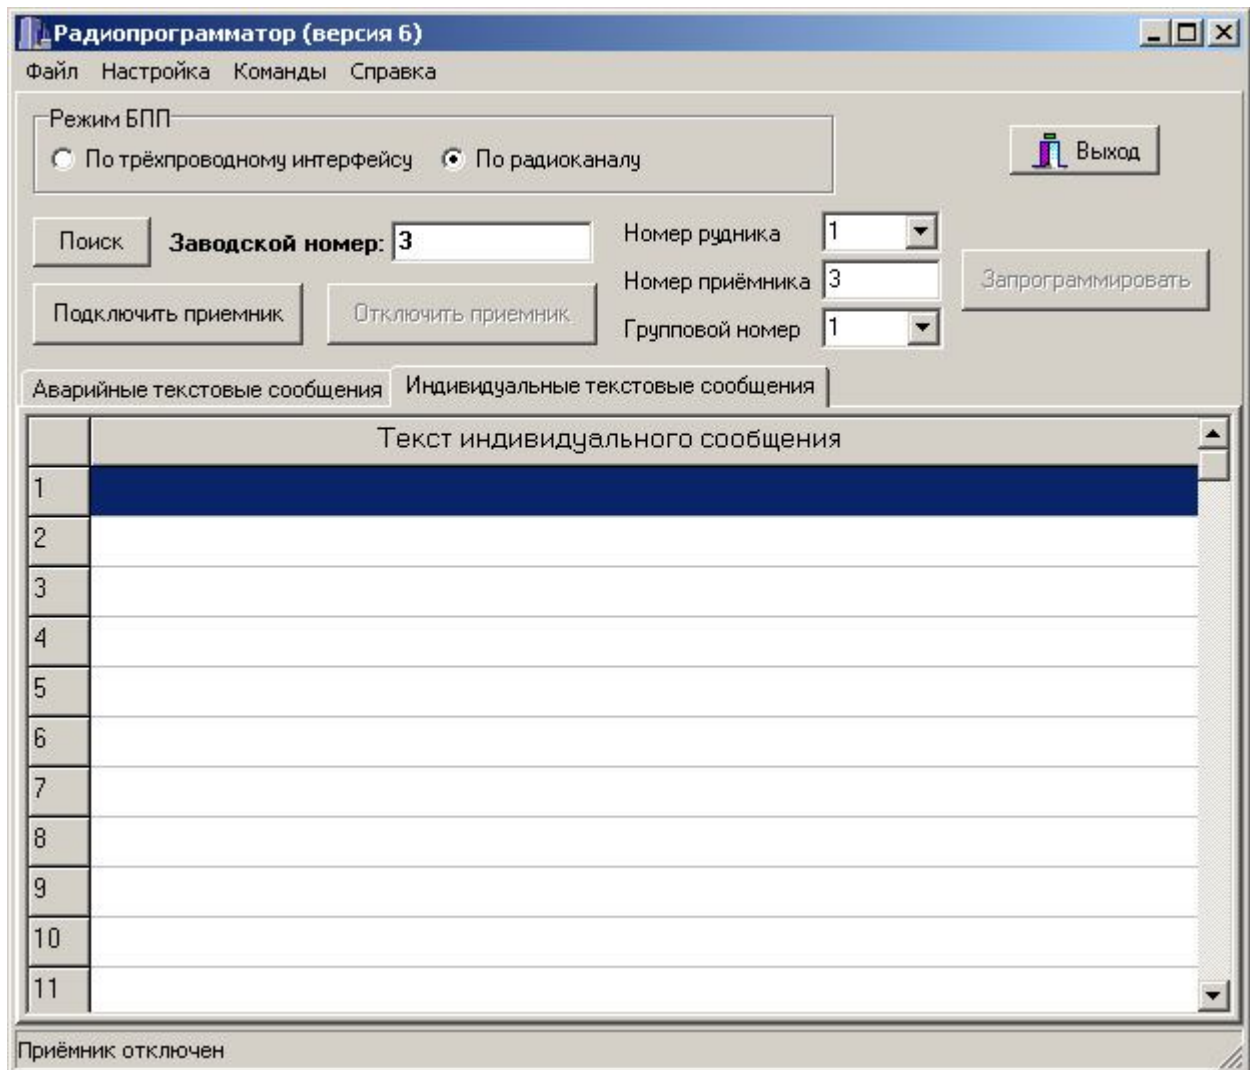 Радиопрограмматор (версия 6)
Файл Настройка Команды Справка
Режим БПП
По трёхпроводному интерфейсу По радиоканалу
Выход
Поиск Заводской номер: 3
Номер рудника 1
Номер приёмника 3
Групповой номер 1
Запрограммировать
Подключить приемник Отключить приемник
Аварийные текстовые сообщения Индивидуальные текстовые сообщения
Текст индивидуального сообщения
1
2
3
4
5
6
7
8
9
10
11
Приёмник отключен